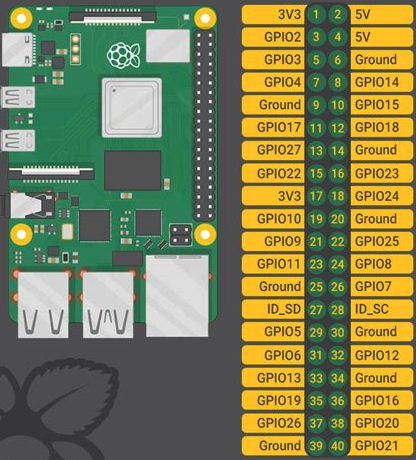 3V3 1 2 5V
GPIO2 3 4 5V
GPIO3 5 6 Ground
GPIO4 7 8 GPIO14
Ground 9 10 GPIO15
GPIO17 11 12 GPIO18
GPIO27 13 14 Ground
GPIO22 15 16 GPIO23
3V3 17 18 GPIO24
GPIO10 19 20 Ground
GPIO9 21 22 GPIO25
GPIO11 23 24 GPIO8
Ground 25 26 GPIO7
ID_SD 27 28 ID_SC
GPIO5 29 30 Ground
GPIO6 31 32 GPIO12
GPIO13 33 34 Ground
GPIO19 35 36 GPIO16
GPIO26 37 38 GPIO20
Ground 39 40 GPIO21